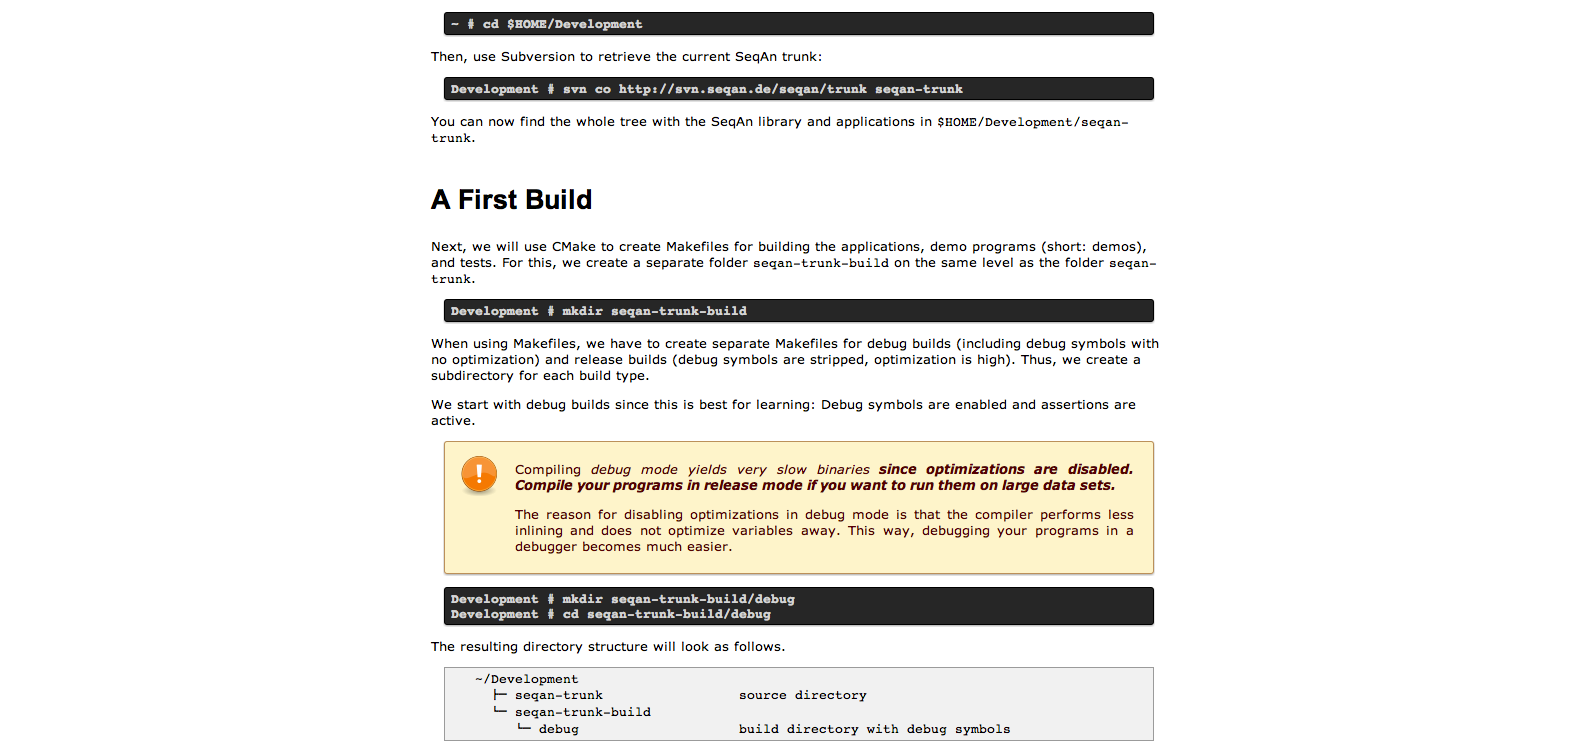 ~ # cd $HOME/Development
Then, use Subversion to retrieve the current SeqAn trunk:
Development # svn co http://svn.seqan.de/seqan/trunk seqan-trunk
You can now find the whole tree with the SeqAn library and applications in $HOME/Development/seqan-
trunk.
A First Build
Next, we will use CMake to create Makefiles for building the applications, demo programs (short: demos),
and tests. For this, we create a separate folder seqan-trunk-build on the same level as the folder seqan-
trunk.
Development # mkdir seqan-trunk-build
When using Makefiles, we have to create separate Makefiles for debug builds (including debug symbols with
no optimization) and release builds (debug symbols are stripped, optimization is high). Thus, we create a
subdirectory for each build type.
We start with debug builds since this is best for learning: Debug symbols are enabled and assertions are
active.
Compiling debug mode yields very slow binaries since optimizations are disabled.
Compile your programs in release mode if you want to run them on large data sets.
The reason for disabling optimizations in debug mode is that the compiler performs less
inlining and does not optimize variables away. This way, debugging your programs in a
debugger becomes much easier.
Development # mkdir seqan-trunk-build/debug
Development # cd seqan-trunk-build/debug
The resulting directory structure will look as follows.
~/Development
├─ seqan-trunk source directory
└─ seqan-trunk-build
└─ debug build directory with debug symbols